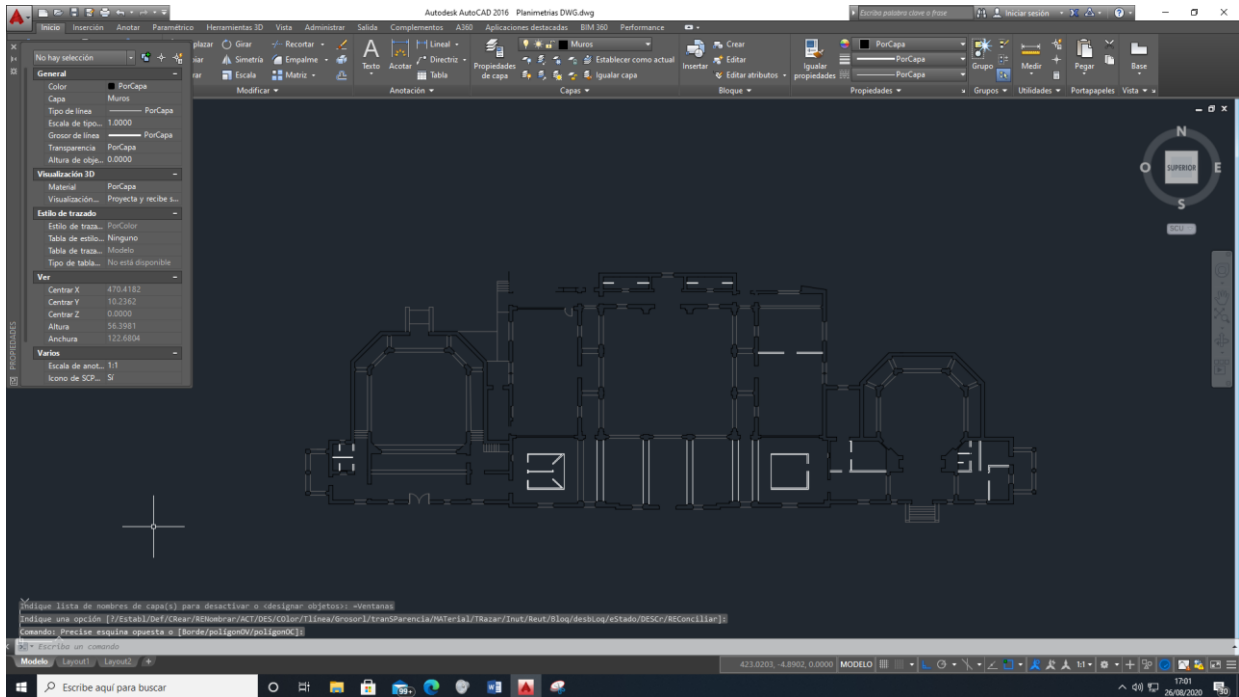 Autodesk AutoCAD 2016 Planimetrias DWG.dwg
Escriba palabra clave o frase
Iniciar sesión
Inicio Inserción Anotar Paramétrico Herramientas 3D Vista Administrar Salida Complementos A360 Aplicaciones destacadas BIM 360 Performance
plazar Girar Recortar
Simetría Empalme
Escala Matriz
Modificar
Texto Acotar
Lineal
Directriz
Tabla
Anotación
Propiedades de capa
Muros
Establecer como actual
Igualar capa
Capas
Insertar
Crear
Editar
Editar atributos
Bloque
Igualar propiedades
PorCapa
PorCapa
PorCapa
Propiedades
Grupo
Grupos
Medir
Utilidades
Pegar
Portapapeles
Base
Vista
No hay selección
General
Color PorCapa
Capa Muros
Tipo de línea PorCapa
Escala de tipo... 1.0000
Grosor de línea PorCapa
Transparencia PorCapa
Altura de obje... 0.0000
Visualización 3D
Material PorCapa
Visualización... Proyecta y recibe s...
Estilo de trazado
Estilo de traza... PorColor
Tabla de estilo... Ninguno
Tabla de traza... Modelo
Tipo de tabla... No está disponible
Ver
Centrar X 470.4182
Centrar Y 10.2362
Centrar Z 0.0000
Altura 56.3981
Anchura 122.6804
Varios
Escala de anot... 1:1
Icono de SCP... Sí
PROPIEDADES
N
O SUPERIOR E
S
SCU
Indique lista de nombres de capa(s) para desactivar o <designar objetos>: =Ventanas
Indique una opción [?/Establ/Def/CRear/RENombrar/ACT/DES/COlor/Tlínea/Grosorl/tranSParencia/MATerial/TRazar/Inut/Reut/Bloq/desbLoq/eStado/DESCr/REConciliar]:
Comando: Precise esquina opuesta o [Borde/polígonOV/polígonOC]:
Escriba un comando
Modelo Layout1 Layout2 +
423.0203, -4.8902, 0.0000 MODELO
1:1
Escribe aquí para buscar
99+
17:01
26/08/2020
30